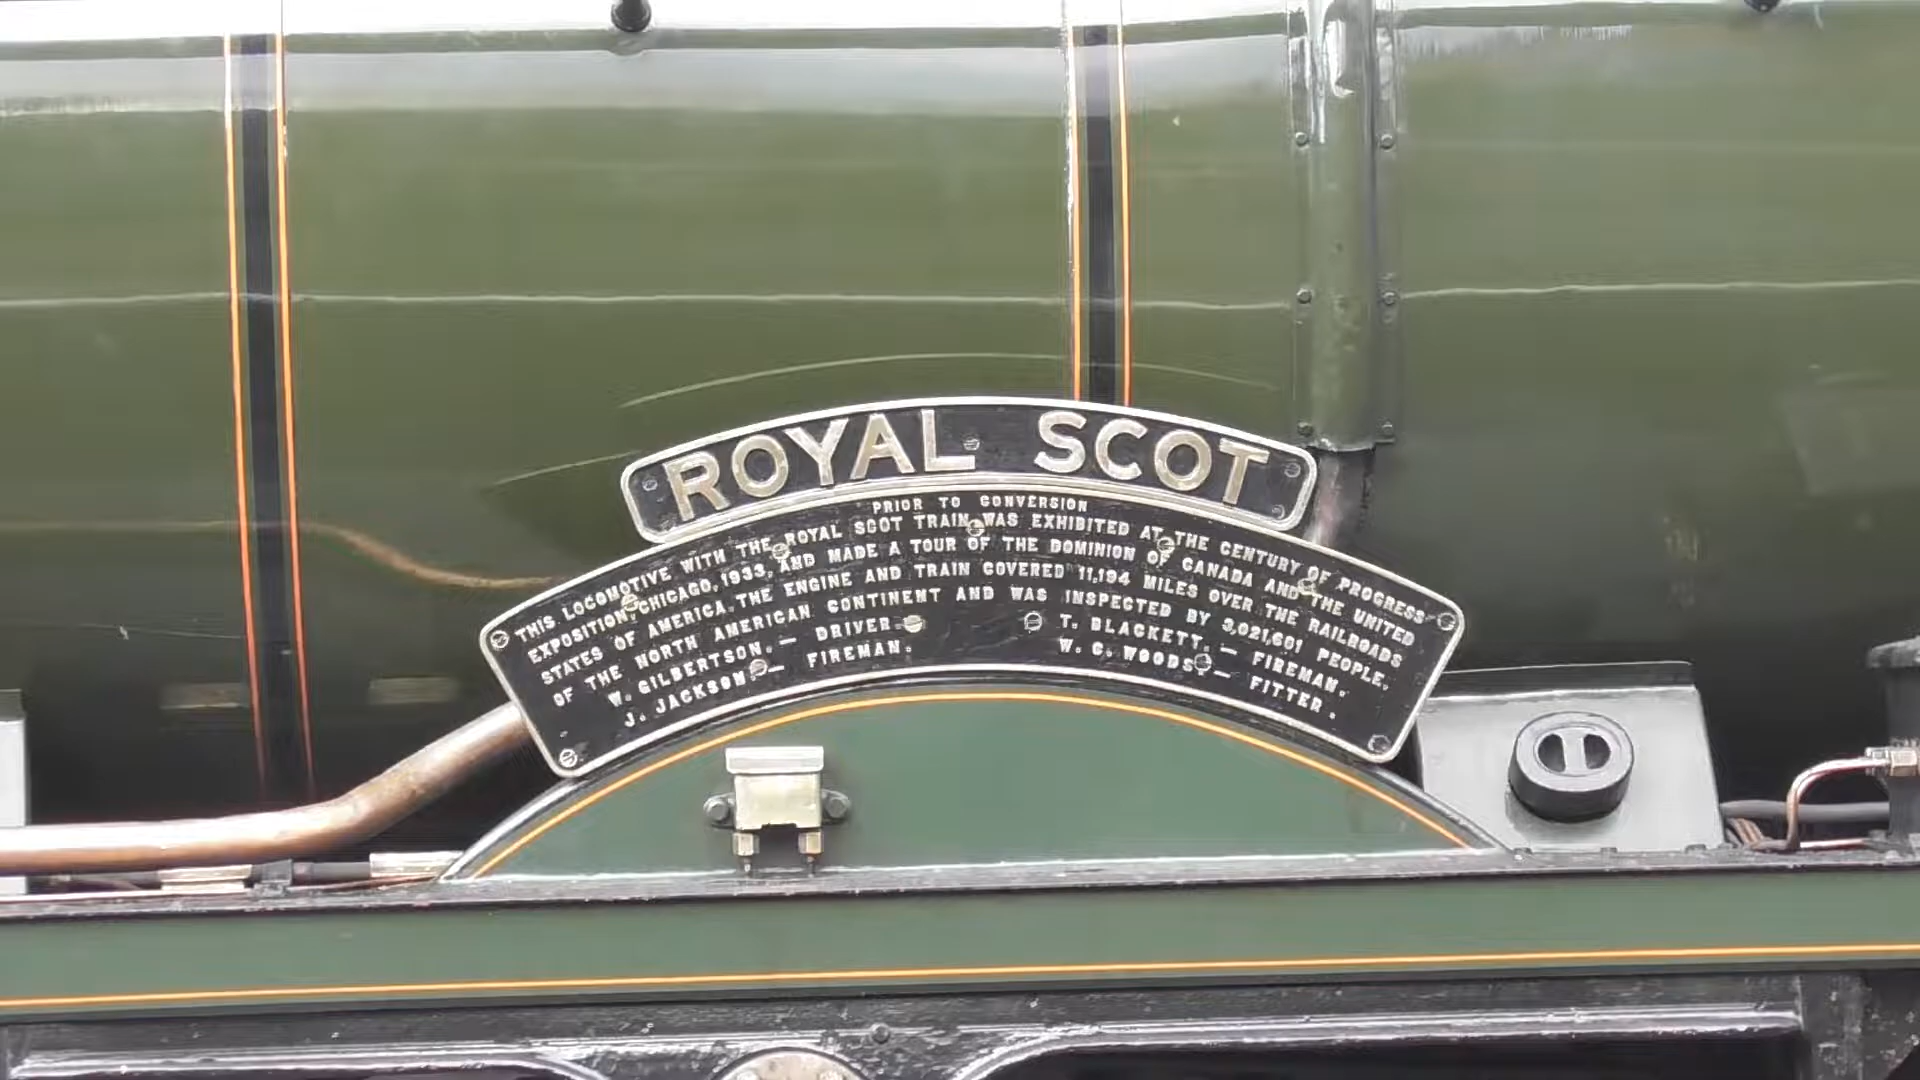 ROYAL SCOT
PRIOR TO CONVERSION
THIS LOCOMOTIVE WITH THE ROYAL SCOT TRAIN WAS EXHIBITED AT THE CENTURY OF PROGRESS
EXPOSITION, CHICAGO, 1933, AND MADE A TOUR OF THE DOMINION OF CANADA AND THE UNITED
STATES OF AMERICA. THE ENGINE AND TRAIN COVERED 11,194 MILES OVER THE RAILROADS
OF THE NORTH AMERICAN CONTINENT AND WAS INSPECTED BY 3,021,601 PEOPLE.
W. GILBERTSON. — DRIVER. T. BLACKETT. — FIREMAN.
J. JACKSON. — FIREMAN. W. C. WOODS. — FITTER.